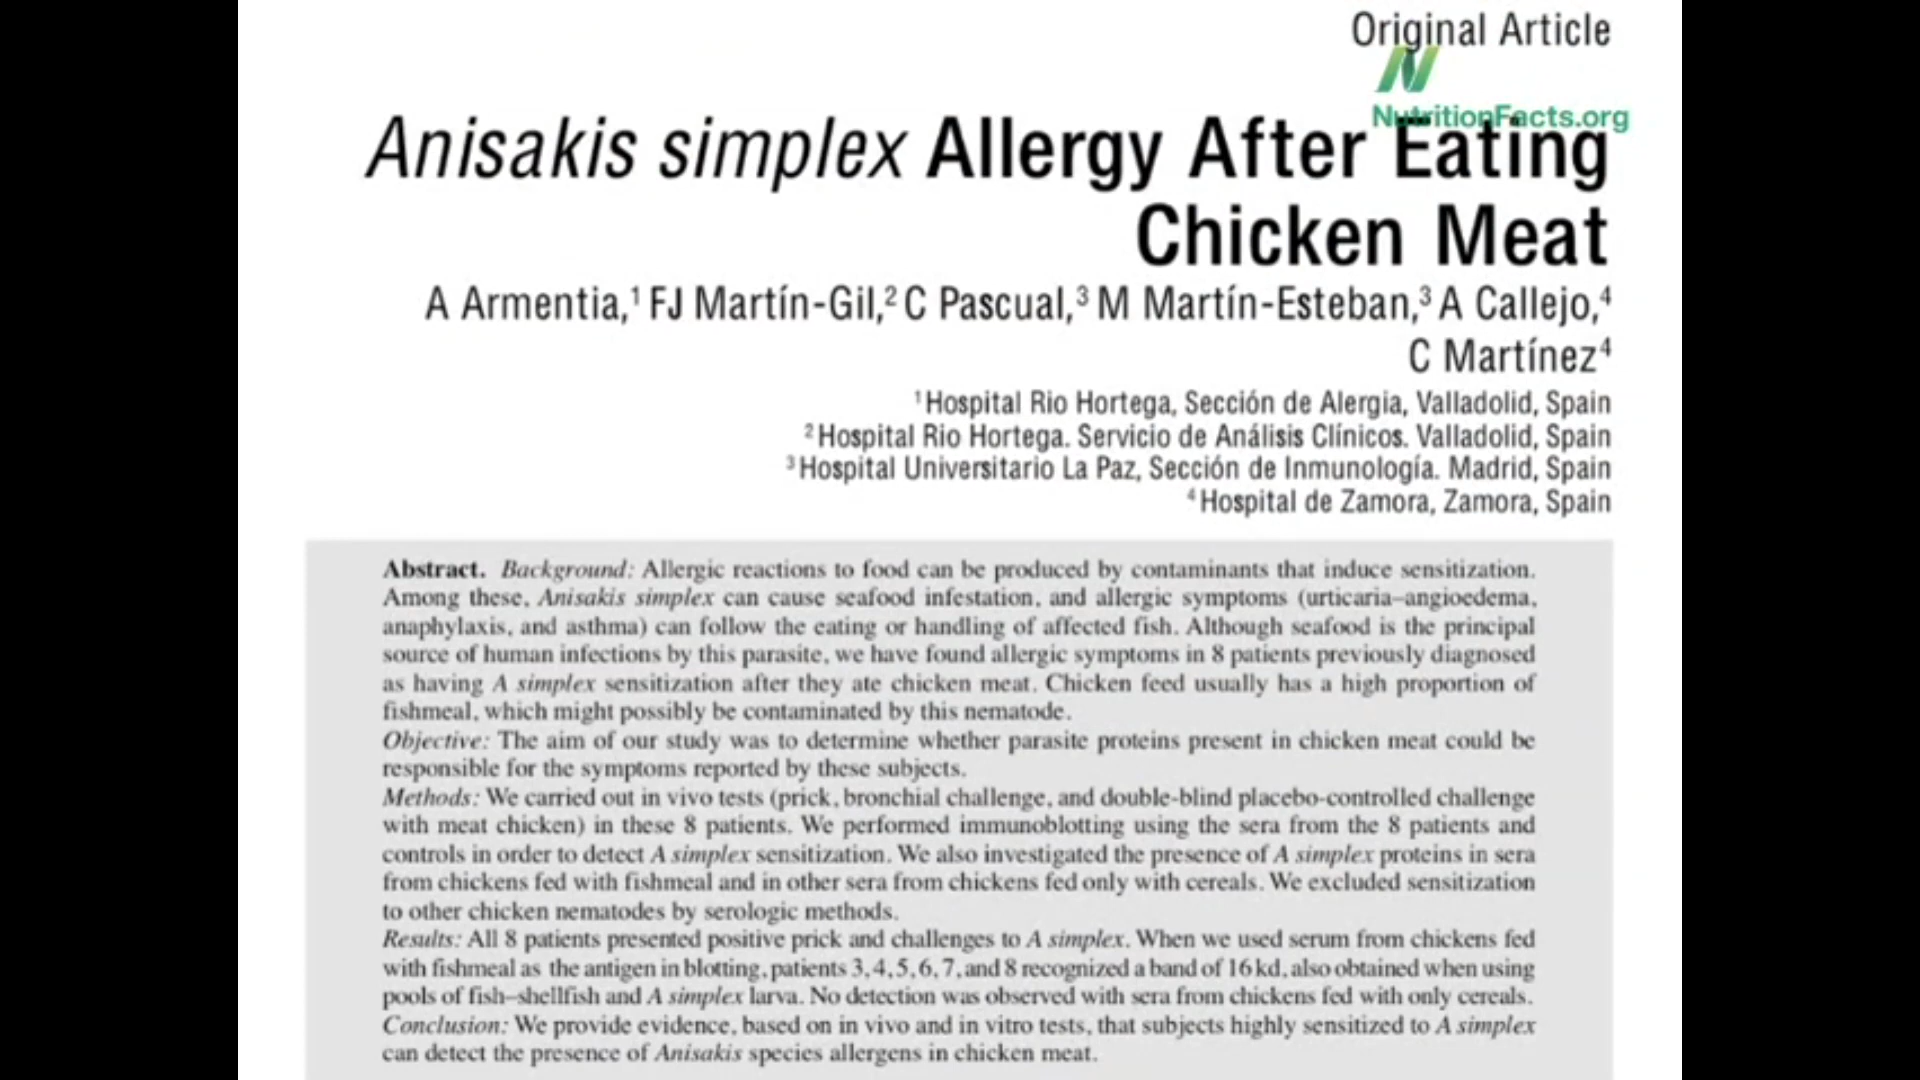 Original Article
NutritionFacts.org
Anisakis simplex Allergy After Eating
Chicken Meat
A Armentia,¹ FJ Martín-Gil,² C Pascual,³ M Martín-Esteban,³ A Callejo,⁴
C Martínez⁴
¹Hospital Rio Hortega, Sección de Alergia, Valladolid, Spain
²Hospital Rio Hortega. Servicio de Análisis Clínicos. Valladolid, Spain
³Hospital Universitario La Paz, Sección de Inmunología. Madrid, Spain
⁴Hospital de Zamora, Zamora, Spain
Abstract. Background: Allergic reactions to food can be produced by contaminants that induce sensitization.
Among these, Anisakis simplex can cause seafood infestation, and allergic symptoms (urticaria–angioedema,
anaphylaxis, and asthma) can follow the eating or handling of affected fish. Although seafood is the principal
source of human infections by this parasite, we have found allergic symptoms in 8 patients previously diagnosed
as having A simplex sensitization after they ate chicken meat. Chicken feed usually has a high proportion of
fishmeal, which might possibly be contaminated by this nematode.
Objective: The aim of our study was to determine whether parasite proteins present in chicken meat could be
responsible for the symptoms reported by these subjects.
Methods: We carried out in vivo tests (prick, bronchial challenge, and double-blind placebo-controlled challenge
with meat chicken) in these 8 patients. We performed immunoblotting using the sera from the 8 patients and
controls in order to detect A simplex sensitization. We also investigated the presence of A simplex proteins in sera
from chickens fed with fishmeal and in other sera from chickens fed only with cereals. We excluded sensitization
to other chicken nematodes by serologic methods.
Results: All 8 patients presented positive prick and challenges to A simplex. When we used serum from chickens fed
with fishmeal as the antigen in blotting, patients 3, 4, 5, 6, 7, and 8 recognized a band of 16 kd, also obtained when using
pools of fish–shellfish and A simplex larva. No detection was observed with sera from chickens fed with only cereals.
Conclusion: We provide evidence, based on in vivo and in vitro tests, that subjects highly sensitized to A simplex
can detect the presence of Anisakis species allergens in chicken meat.